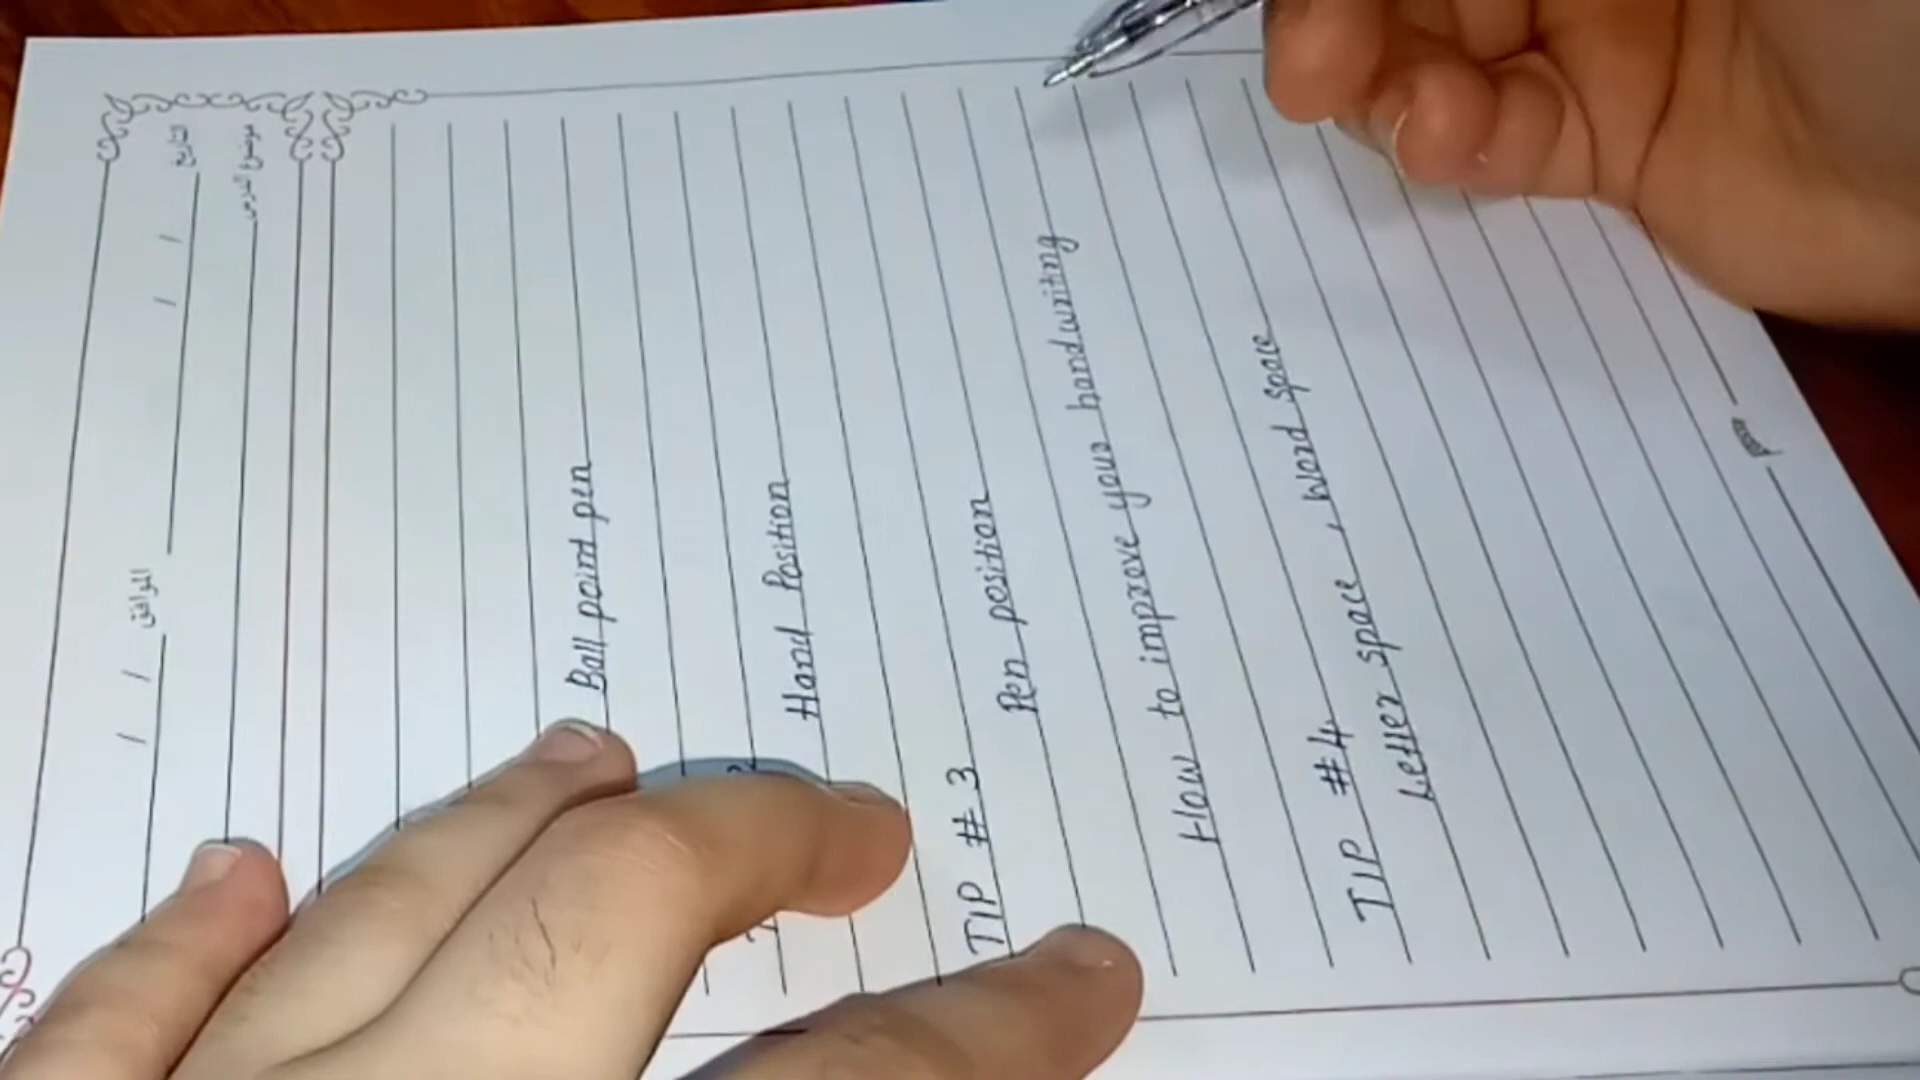 التاريخ / / الموافق / /
موضوع الدرس
Ball point pen
Hand Position
TIP # 3
Pen position
How to improve your handwriting
TIP #4
Letter space, word space